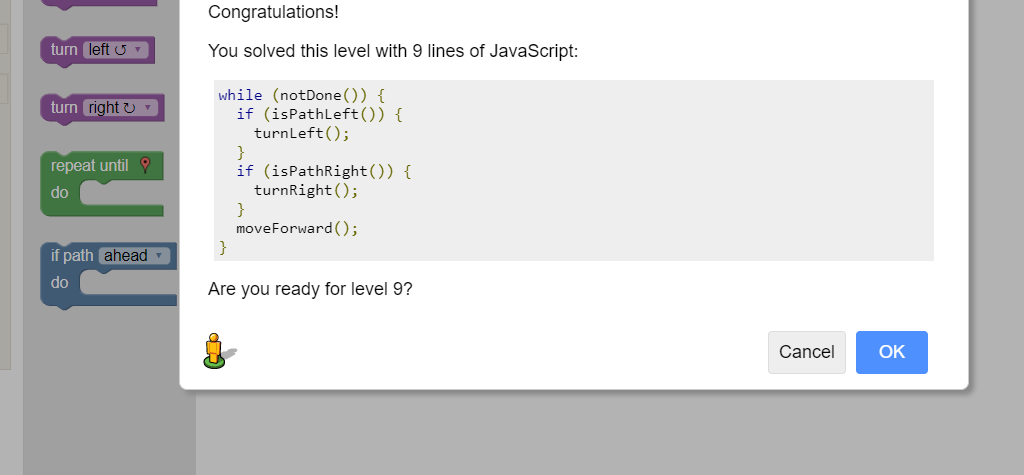 Congratulations!
turn left
You solved this level with 9 lines of JavaScript:
while (notDone()) {
if (isPathLeft()) {
turnLeft();
}
if (isPathRight()) {
turnRight();
}
moveForward();
}
turn right
repeat until
do
if path ahead
do
Are you ready for level 9?
Cancel
OK